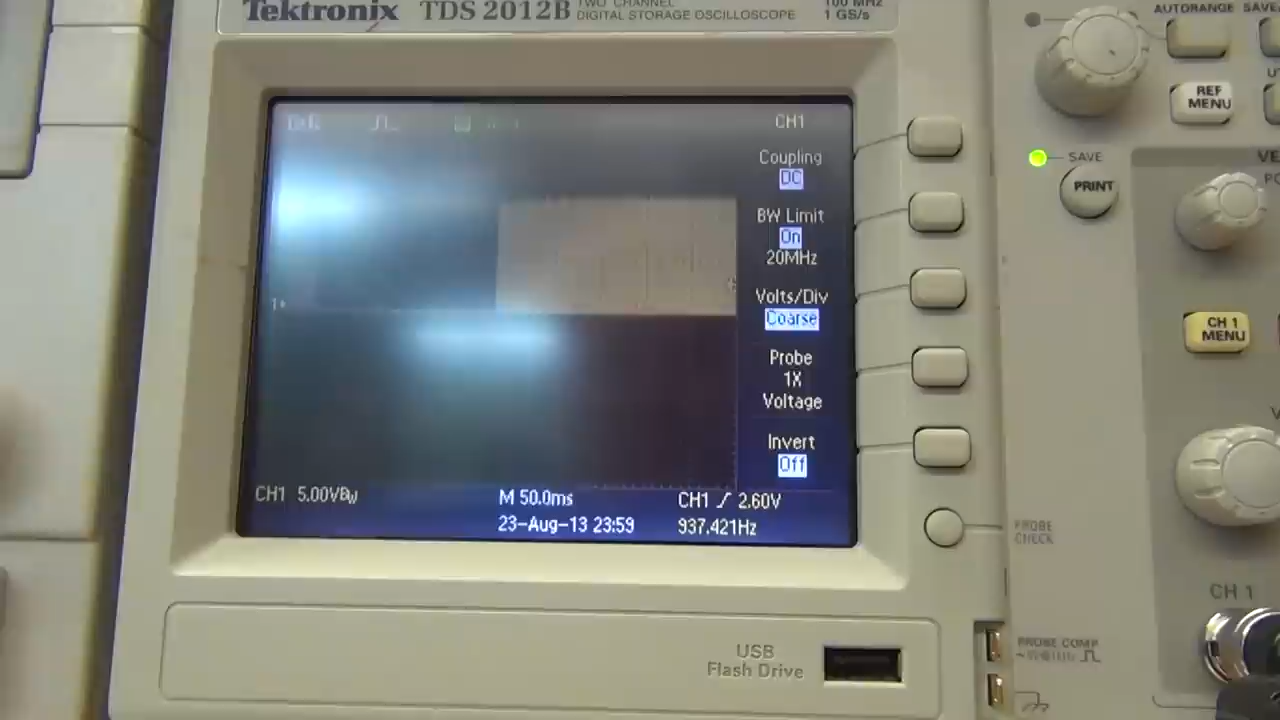 Tektronix TDS 2012B TWO CHANNEL DIGITAL STORAGE OSCILLOSCOPE 100 MHz 1 GS/s
AUTORANGE
REF MENU
SAVE
PRINT
CH1
Coupling
DC
BW Limit
On
20MHz
Volts/Div
Coarse
Probe
1X
Voltage
Invert
Off
CH 1 MENU
CH1 5.00VBW
M 50.0ms
CH1 2.60V
23-Aug-13 23:59
937.421Hz
PROBE CHECK
CH 1
USB
Flash Drive
PROBE COMP